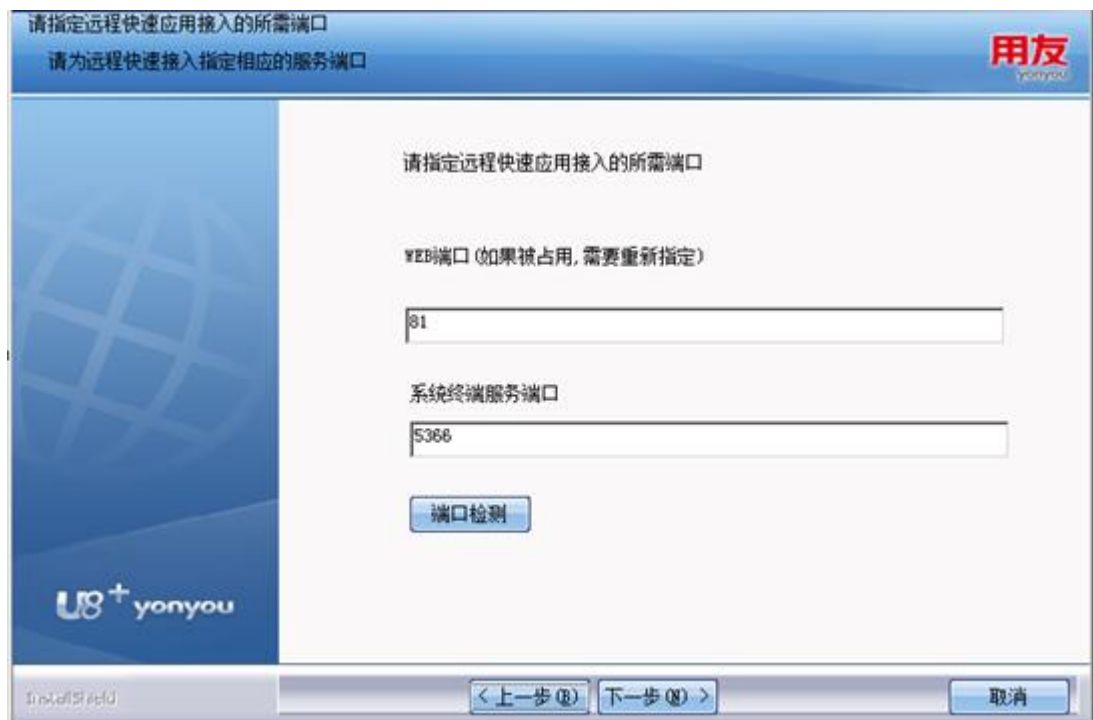 请指定远程快速应用接入的所需端口
请为远程快速接入指定相应的服务端口
用友
yonyou
请指定远程快速应用接入的所需端口
WEB端口(如果被占用,需要重新指定)
81
系统终端服务端口
5366
端口检测
U8+ yonyou
InstallShield
<上一步(B) 下一步(N)> 取消